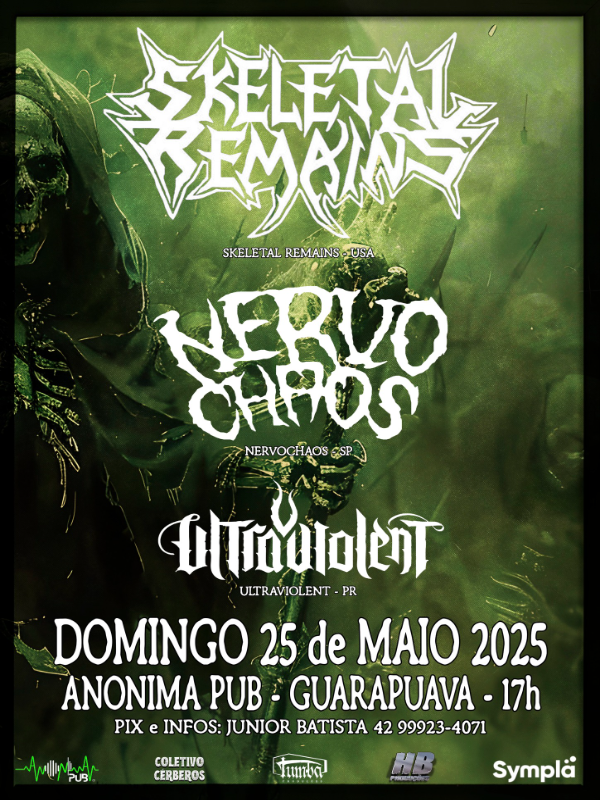 SKELETAL
REMAINS
SKELETAL REMAINS - USA
NERVO
CHAOS
NERVOCHAOS - SP
Ultraviolent
ULTRAVIOLENT - PR
DOMINGO 25 de MAIO 2025
ANONIMA PUB - GUARAPUAVA - 17h
PIX e INFOS: JUNIOR BATISTA 42 99923-4071
PUB
COLETIVO
CERBEROS
Tumba
HB
Sympla